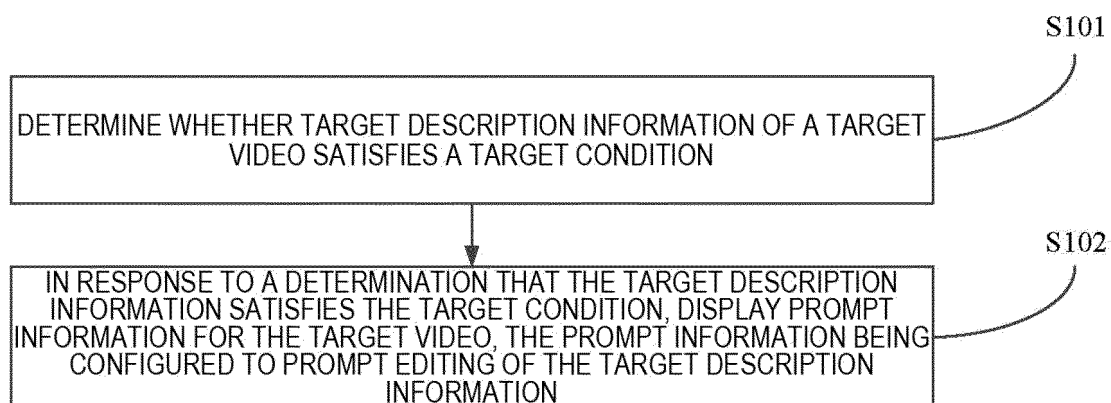 S101
DETERMINE WHETHER TARGET DESCRIPTION INFORMATION OF A TARGET
VIDEO SATISFIES A TARGET CONDITION
S102
IN RESPONSE TO A DETERMINATION THAT THE TARGET DESCRIPTION
INFORMATION SATISFIES THE TARGET CONDITION, DISPLAY PROMPT
INFORMATION FOR THE TARGET VIDEO, THE PROMPT INFORMATION BEING
CONFIGURED TO PROMPT EDITING OF THE TARGET DESCRIPTION
INFORMATION